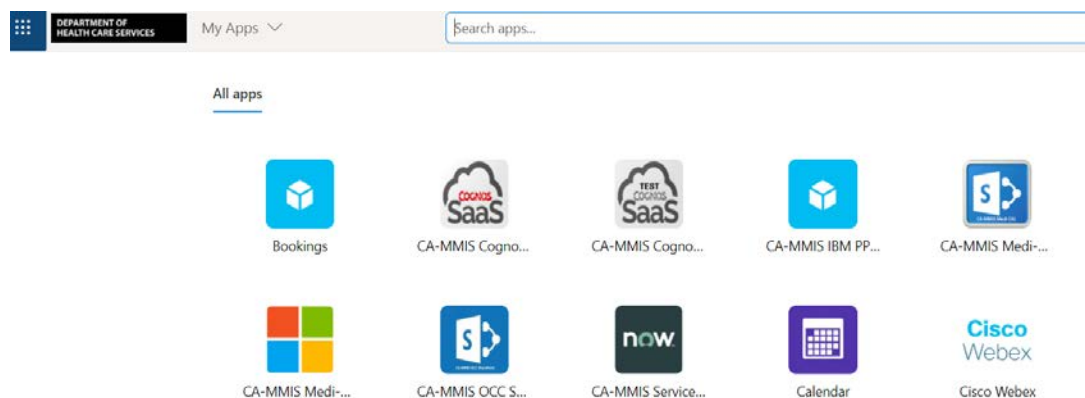 DEPARTMENT OF
HEALTH CARE SERVICES
My Apps
Search apps...
All apps
COGNOS
SaaS
TEST
COGNOS
SaaS
S
Bookings
CA-MMIS Cogno...
CA-MMIS Cogno...
CA-MMIS IBM PP...
CA-MMIS Medi-...
S
now
Cisco
Webex
CA-MMIS Medi-...
CA-MMIS OCC S...
CA-MMIS Service...
Calendar
Cisco Webex